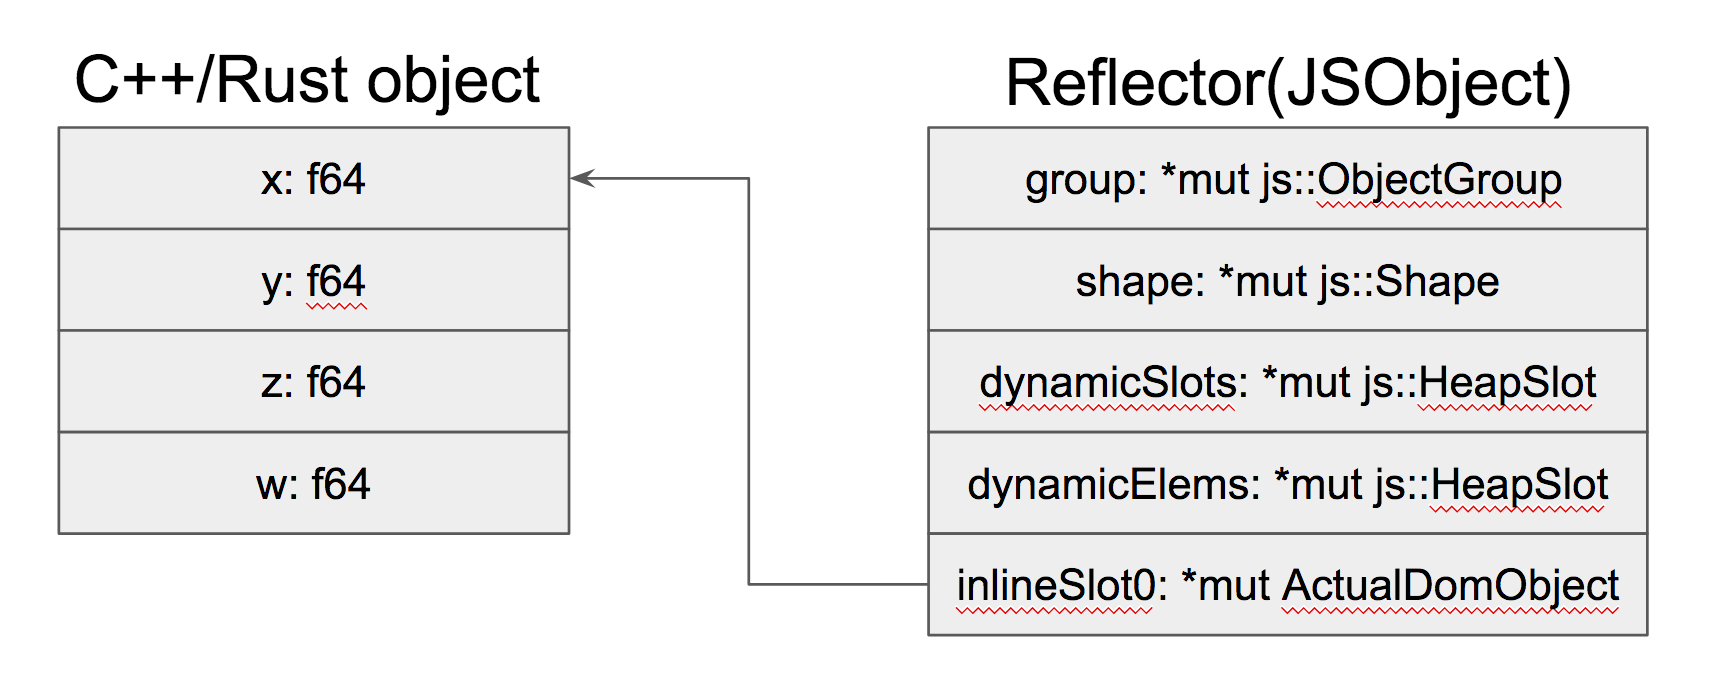 C++/Rust object
x: f64
y: f64
z: f64
w: f64
Reflector(JSObject)
group: *mut js::ObjectGroup
shape: *mut js::Shape
dynamicSlots: *mut js::HeapSlot
dynamicElems: *mut js::HeapSlot
inlineSlot0: *mut ActualDomObject